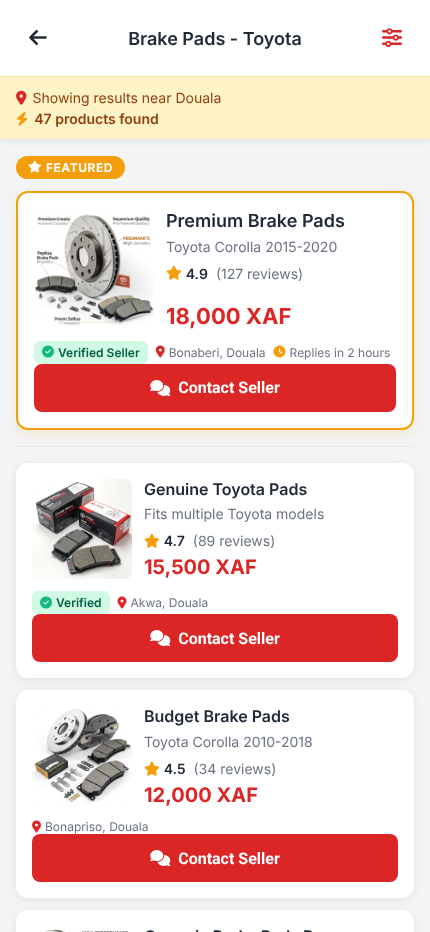 Brake Pads - Toyota
Showing results near Douala
47 products found
FEATURED
Premium Brake Pads
Toyota Corolla 2015-2020
4.9 (127 reviews)
18,000 XAF
Verified Seller Bonaberi, Douala Replies in 2 hours
Contact Seller
Genuine Toyota Pads
Fits multiple Toyota models
4.7 (89 reviews)
15,500 XAF
Verified Akwa, Douala
Contact Seller
Budget Brake Pads
Toyota Corolla 2010-2018
4.5 (34 reviews)
12,000 XAF
Bonapriso, Douala
Contact Seller